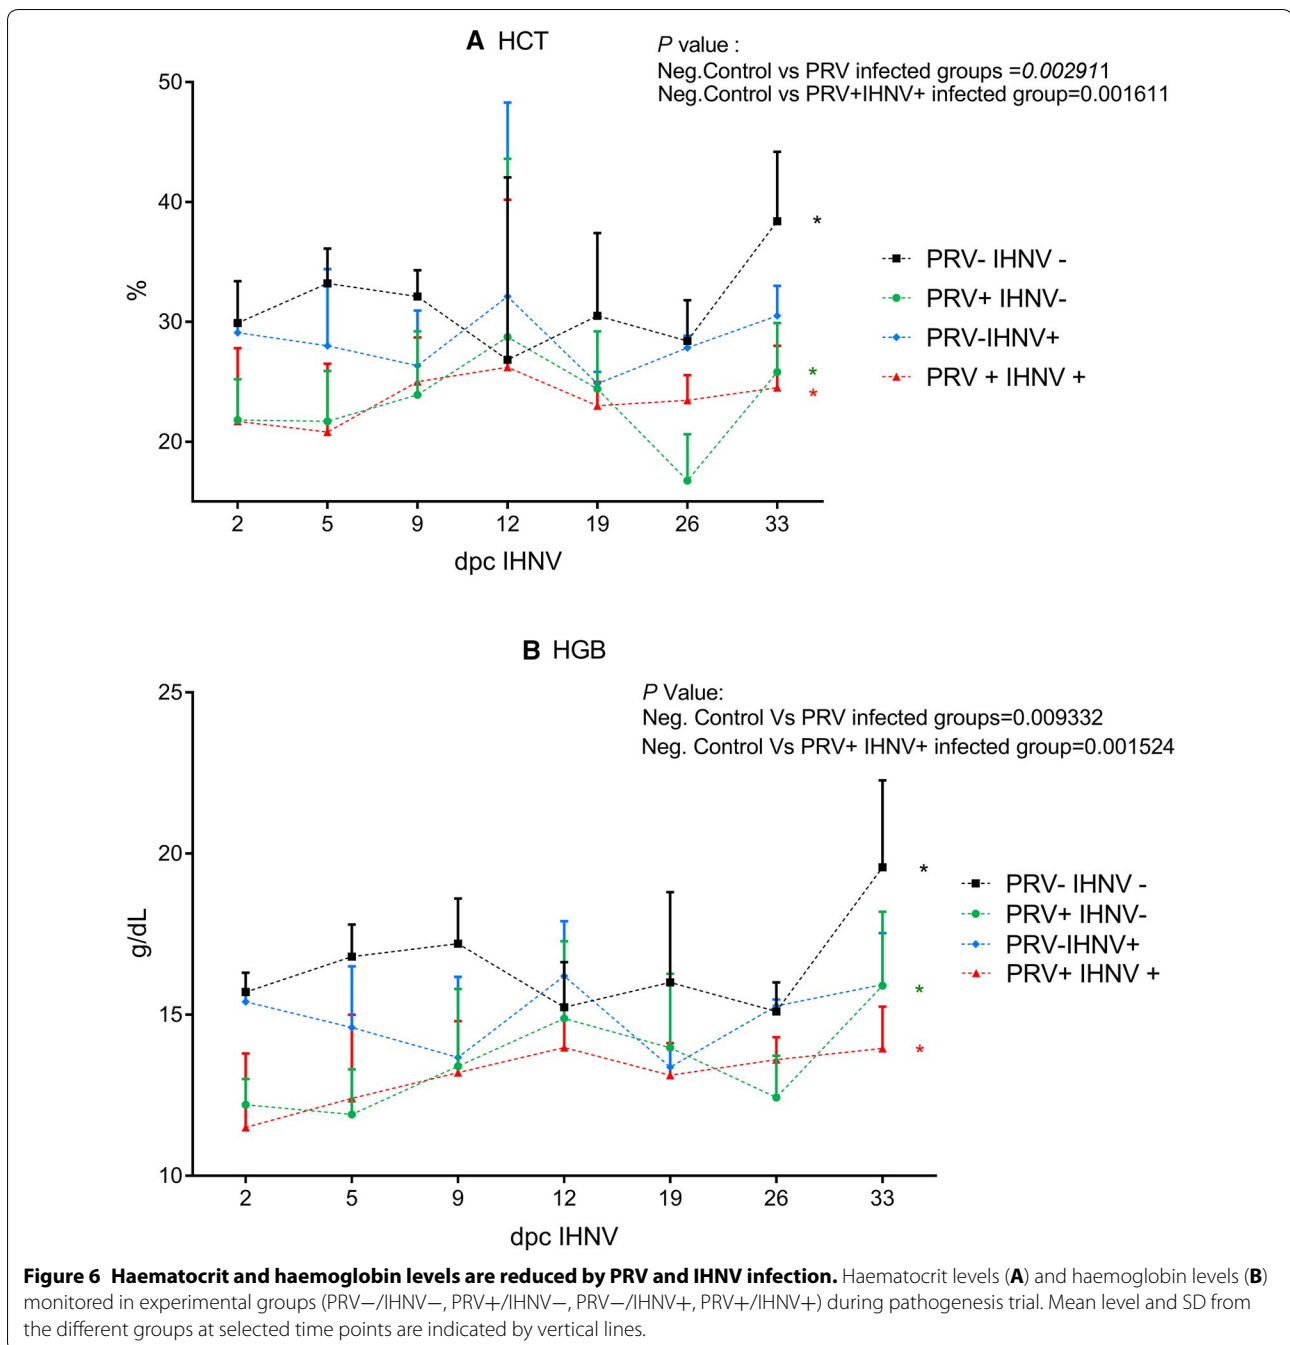 A HCT
P value :
Neg.Control vs PRV infected groups =0.002911
Neg.Control vs PRV+IHNV+ infected group=0.001611
50
40
30
20
%
2 5 9 12 19 26 33
dpc IHNV
*
*
*
PRV- IHNV -
PRV+ IHNV-
PRV-IHNV+
PRV + IHNV +
B HGB
P Value:
Neg. Control Vs PRV infected groups=0.009332
Neg. Control Vs PRV+ IHNV+ infected group=0.001524
25
20
15
10
g/dL
2 5 9 12 19 26 33
dpc IHNV
*
*
*
PRV- IHNV -
PRV+ IHNV-
PRV-IHNV+
PRV+ IHNV +
Figure 6 Haematocrit and haemoglobin levels are reduced by PRV and IHNV infection. Haematocrit levels (A) and haemoglobin levels (B)
monitored in experimental groups (PRV−/IHNV−, PRV+/IHNV−, PRV−/IHNV+, PRV+/IHNV+) during pathogenesis trial. Mean level and SD from
the different groups at selected time points are indicated by vertical lines.